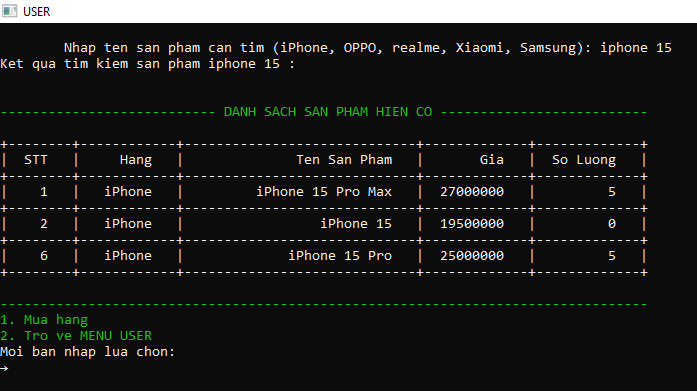 USER
Nhap ten san pham can tim (iPhone, OPPO, realme, Xiaomi, Samsung): iphone 15
Ket qua tim kiem san pham iphone 15 :
--------------------------- DANH SACH SAN PHAM HIEN CO --------------------------
+--------+------------+-----------------------------+-------------+-------------+
| STT | Hang | Ten San Pham | Gia | So Luong |
+--------+------------+-----------------------------+-------------+-------------+
| 1 | iPhone | iPhone 15 Pro Max | 27000000 | 5 |
+--------+------------+-----------------------------+-------------+-------------+
| 2 | iPhone | iPhone 15 | 19500000 | 0 |
+--------+------------+-----------------------------+-------------+-------------+
| 6 | iPhone | iPhone 15 Pro | 25000000 | 5 |
+--------+------------+-----------------------------+-------------+-------------+
---------------------------------------------------------------------------------
1. Mua hang
2. Tro ve MENU USER
Moi ban nhap lua chon:
→